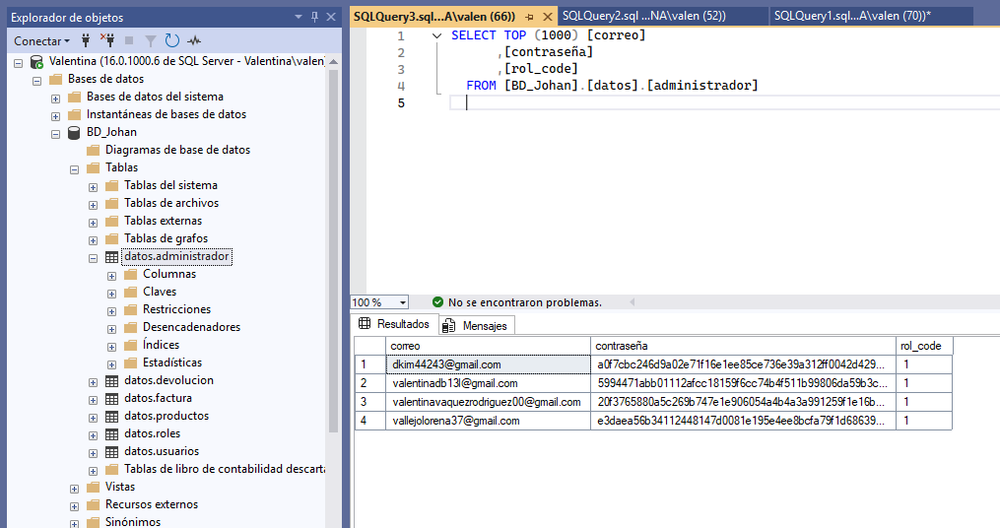 Explorador de objetos
Conectar
Valentina (16.0.1000.6 de SQL Server - Valentina\valen)
Bases de datos
Bases de datos del sistema
Instantáneas de bases de datos
BD_Johan
Diagramas de base de datos
Tablas
Tablas del sistema
Tablas de archivos
Tablas externas
Tablas de grafos
datos.administrador
Columnas
Claves
Restricciones
Desencadenadores
Índices
Estadísticas
datos.devolucion
datos.factura
datos.productos
datos.roles
datos.usuarios
Tablas de libro de contabilidad descarta
Vistas
Recursos externos
Sinónimos
SQLQuery3.sql...A\valen (66)) SQLQuery2.sql ...NA\valen (52)) SQLQuery1.sql...A\valen (70))*
1 SELECT TOP (1000) [correo]
2 ,[contraseña]
3 ,[rol_code]
4 FROM [BD_Johan].[datos].[administrador]
5
100 % No se encontraron problemas.
Resultados Mensajes
correo contraseña rol_code
1 dkim44243@gmail.com a0f7cbc246d9a02e71f16e1ee85ce736e39a312ff0042d429... 1
2 valentinadb13l@gmail.com 5994471abb01112afcc18159f6cc74b4f511b99806da59b3c... 1
3 valentinavaquezrodriguez00@gmail.com 20f3765880a5c269b747e1e906054a4b4a3a991259f1e16b... 1
4 vallejolorena37@gmail.com e3daea56b34112448147d0081e195e4ee8bcfa79f1d68639... 1